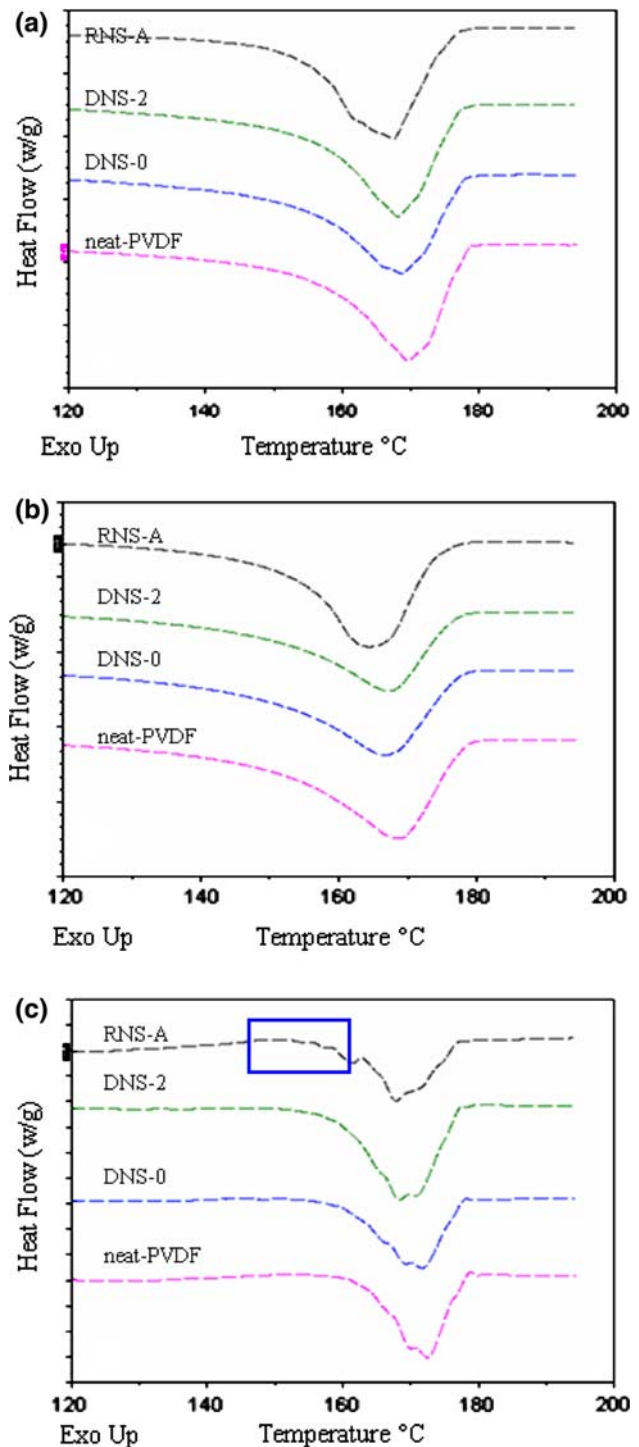 (a)
RNS-A
DNS-2
DNS-0
neat-PVDF
Heat Flow (w/g)
120 140 160 180 200
Exo Up Temperature °C
(b)
RNS-A
DNS-2
DNS-0
neat-PVDF
Heat Flow (w/g)
120 140 160 180 200
Exo Up Temperature °C
(c)
RNS-A
DNS-2
DNS-0
neat-PVDF
Heat Flow (w/g)
120 140 160 180 200
Exo Up Temperature °C